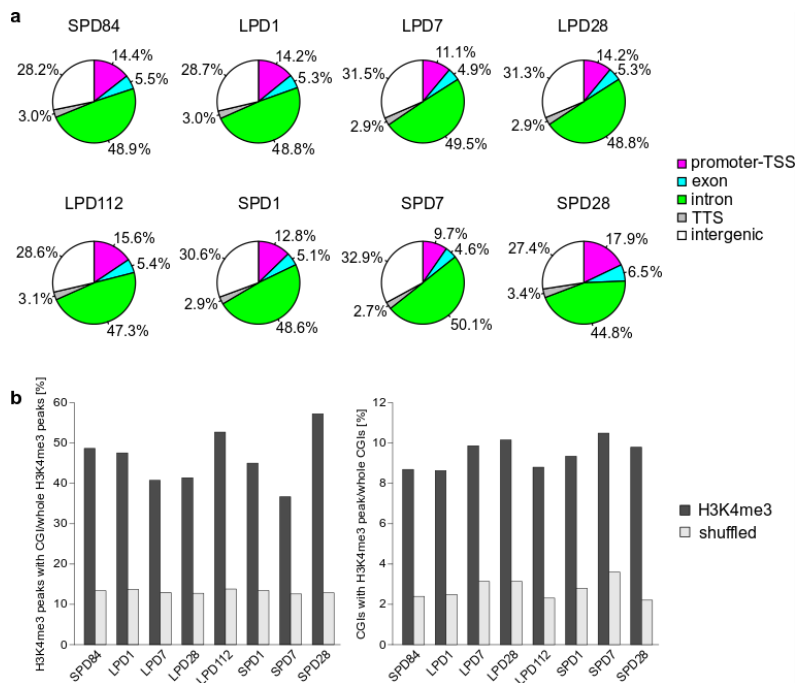 a
SPD84
LPD1
LPD7
LPD28
14.4%
5.5%
48.9%
3.0%
28.2%
14.2%
5.3%
48.8%
3.0%
28.7%
11.1%
4.9%
49.5%
2.9%
31.5%
14.2%
5.3%
48.8%
2.9%
31.3%
promoter-TSS
exon
intron
TTS
intergenic
LPD112
SPD1
SPD7
SPD28
15.6%
5.4%
47.3%
3.1%
28.6%
12.8%
5.1%
48.6%
2.9%
30.6%
9.7%
4.6%
50.1%
2.7%
32.9%
17.9%
6.5%
44.8%
3.4%
27.4%
b
H3K4me3 peaks with CGI/whole H3K4me3 peaks [%]
60
50
40
30
20
10
0
SPD84
LPD1
LPD7
LPD28
LPD112
SPD1
SPD7
SPD28
CGIs with H3K4me3 peak/whole CGIs [%]
12
10
8
6
4
2
0
SPD84
LPD1
LPD7
LPD28
LPD112
SPD1
SPD7
SPD28
H3K4me3
shuffled